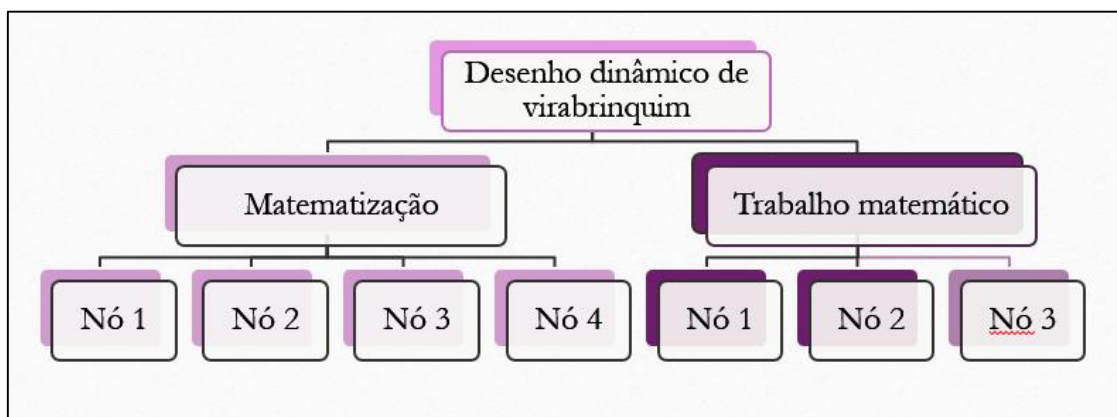 Desenho dinâmico de
virabrinquim
Matematização
Trabalho matemático
Nó 1
Nó 2
Nó 3
Nó 4
Nó 1
Nó 2
Nó 3